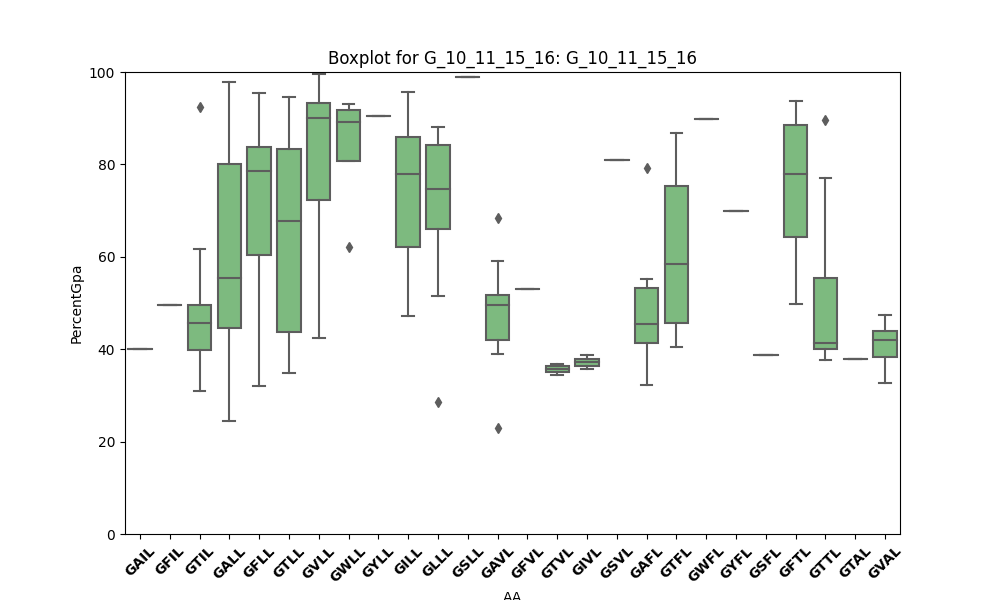 Boxplot for G_10_11_15_16: G_10_11_15_16
PercentGpa
100
80
60
40
20
0
GAIL GFIL GTIL GALL GFLL GTLL GVLL GWLL GYLL GILL GLLL GSLL GAVL GFVL GTVL GIVL GSVL GAFL GTFL GWFL GYFL GSFL GFTL GTTL GTAL GVAL
AA